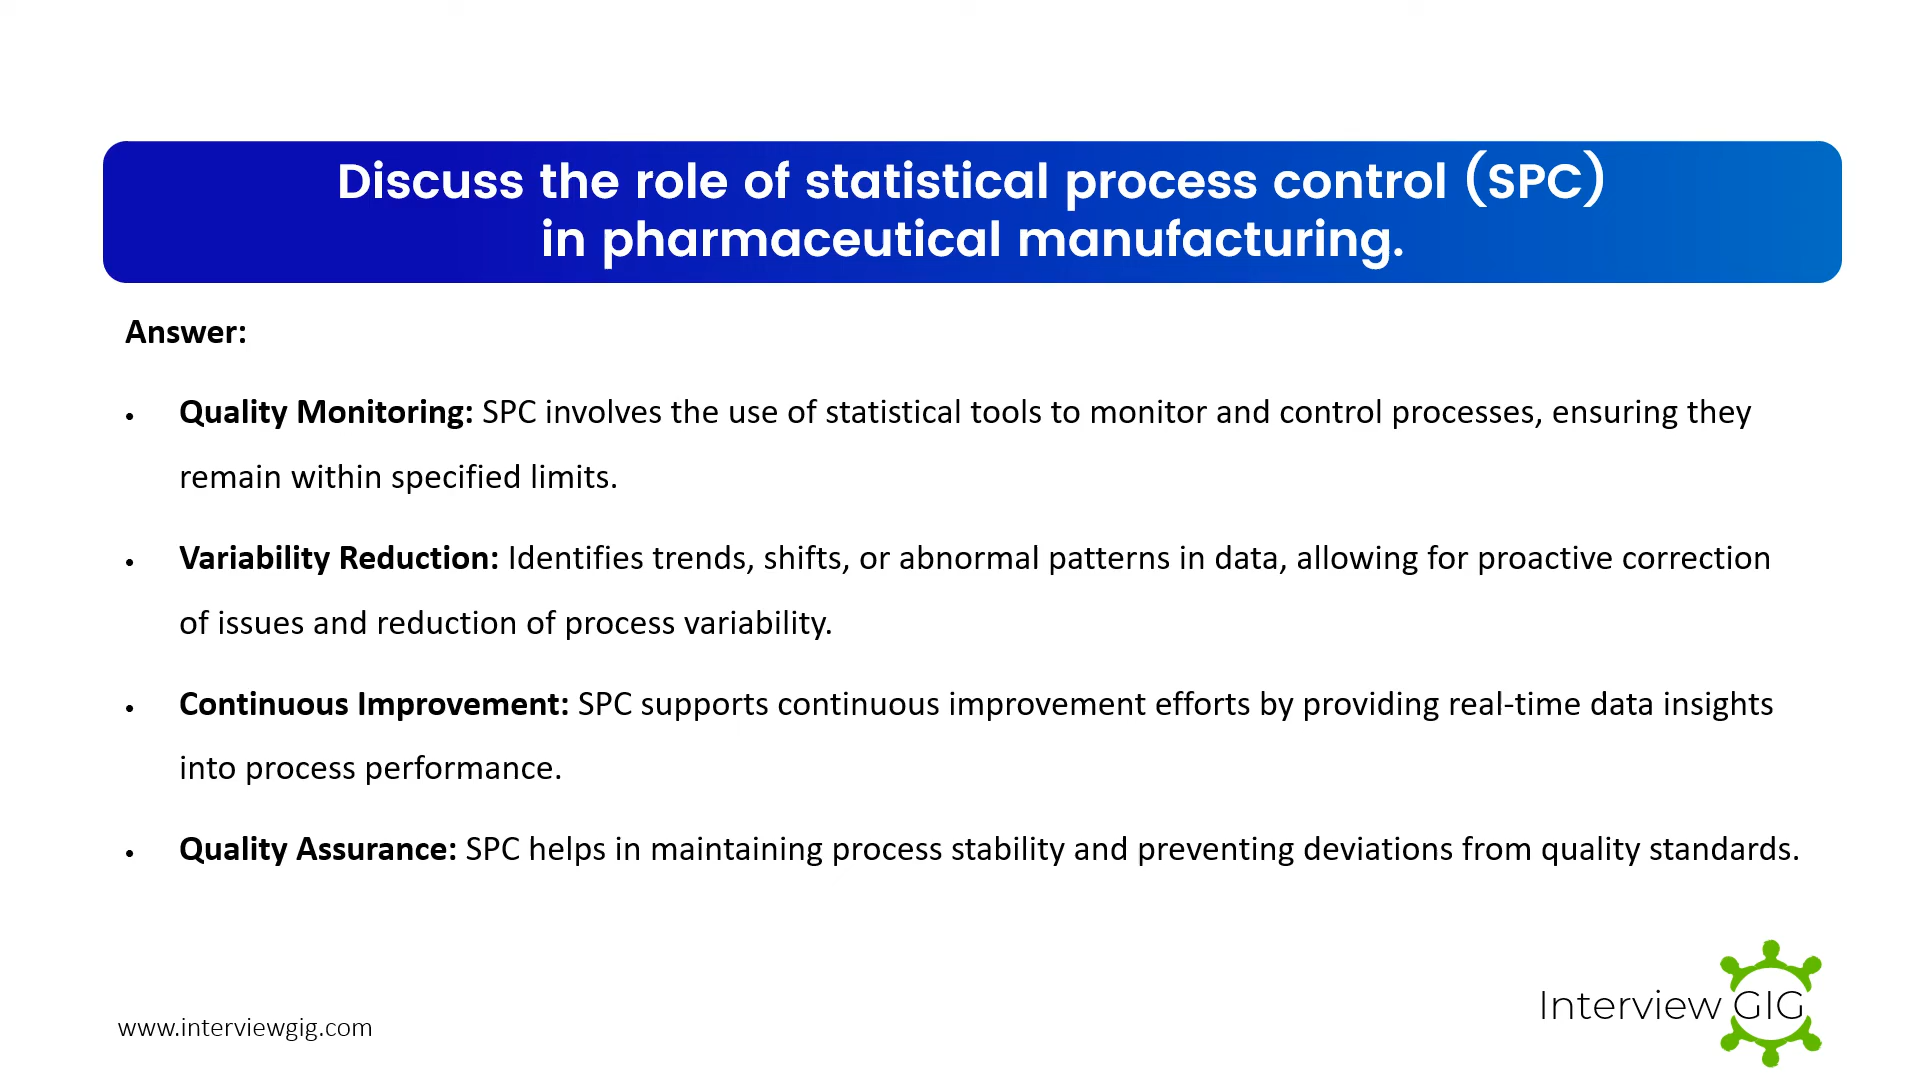 Discuss the role of statistical process control (SPC)
in pharmaceutical manufacturing.
Answer:
• Quality Monitoring: SPC involves the use of statistical tools to monitor and control processes, ensuring they
remain within specified limits.
• Variability Reduction: Identifies trends, shifts, or abnormal patterns in data, allowing for proactive correction
of issues and reduction of process variability.
• Continuous Improvement: SPC supports continuous improvement efforts by providing real-time data insights
into process performance.
• Quality Assurance: SPC helps in maintaining process stability and preventing deviations from quality standards.
Interview GIG
www.interviewgig.com